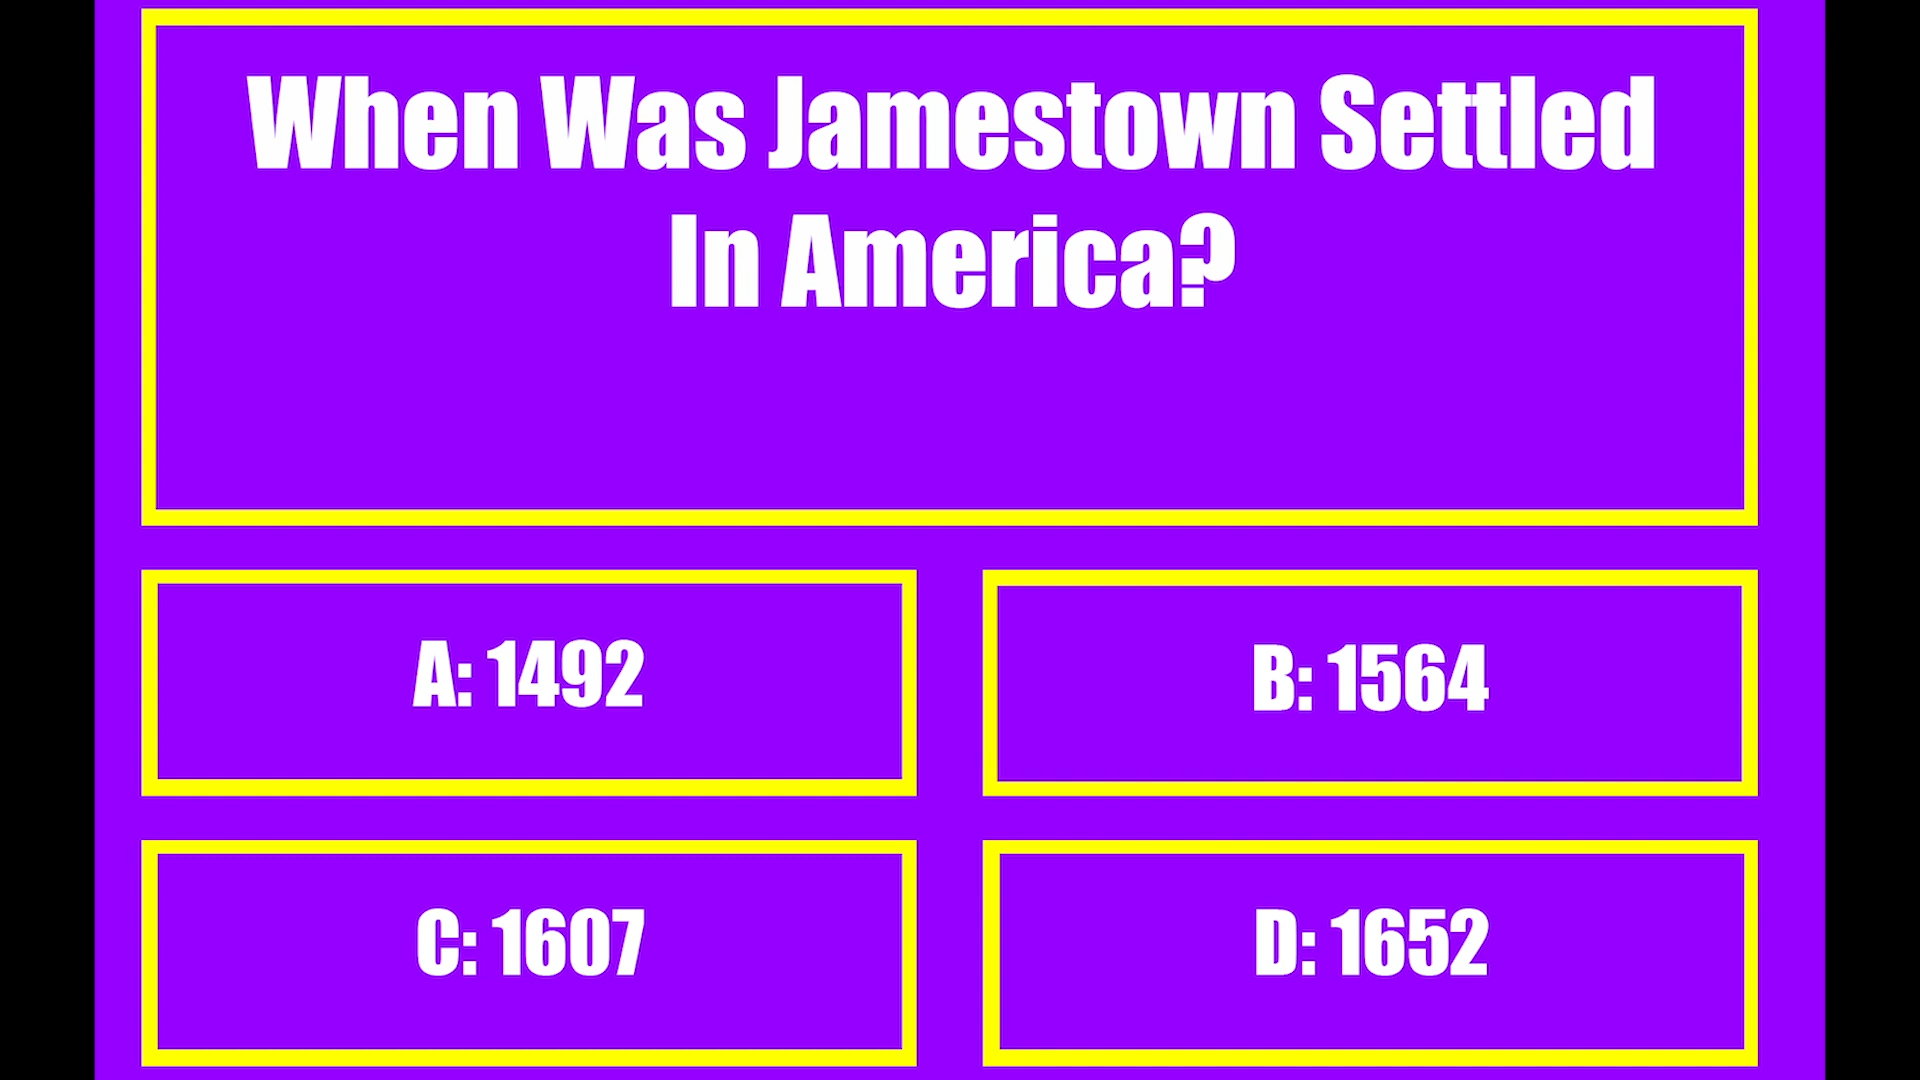 When Was Jamestown Settled
In America?
A: 1492
B: 1564
C: 1607
D: 1652